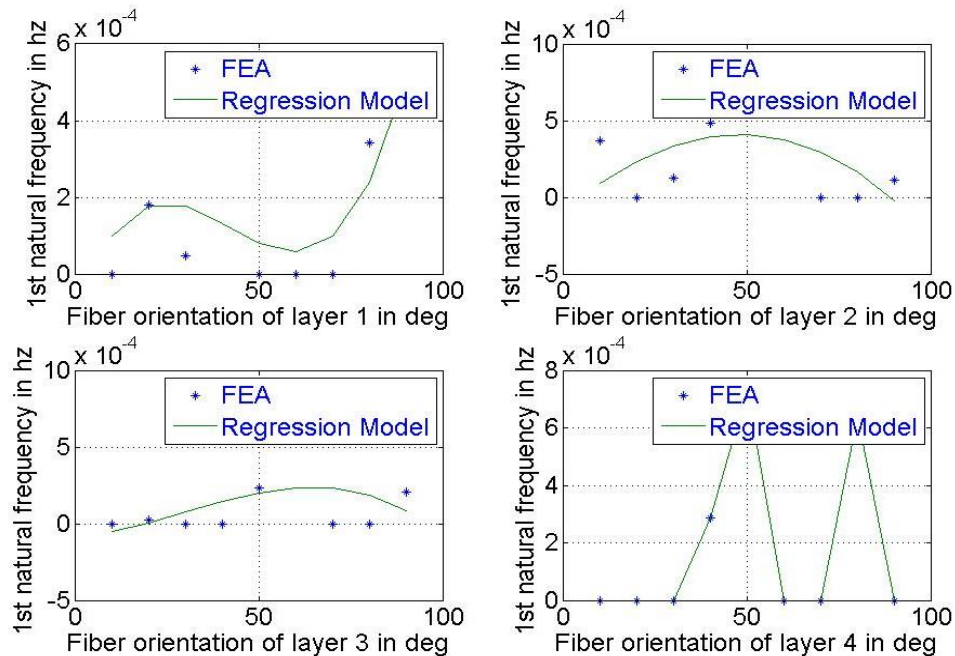 x 10^-4
6
4
2
0
0
50
100
1st natural frequency in hz
Fiber orientation of layer 1 in deg
FEA
Regression Model
x 10^-4
10
5
0
-5
0
50
100
1st natural frequency in hz
Fiber orientation of layer 2 in deg
FEA
Regression Model
x 10^-4
10
5
0
-5
0
50
100
1st natural frequency in hz
Fiber orientation of layer 3 in deg
FEA
Regression Model
x 10^-4
8
6
4
2
0
0
50
100
1st natural frequency in hz
Fiber orientation of layer 4 in deg
FEA
Regression Model